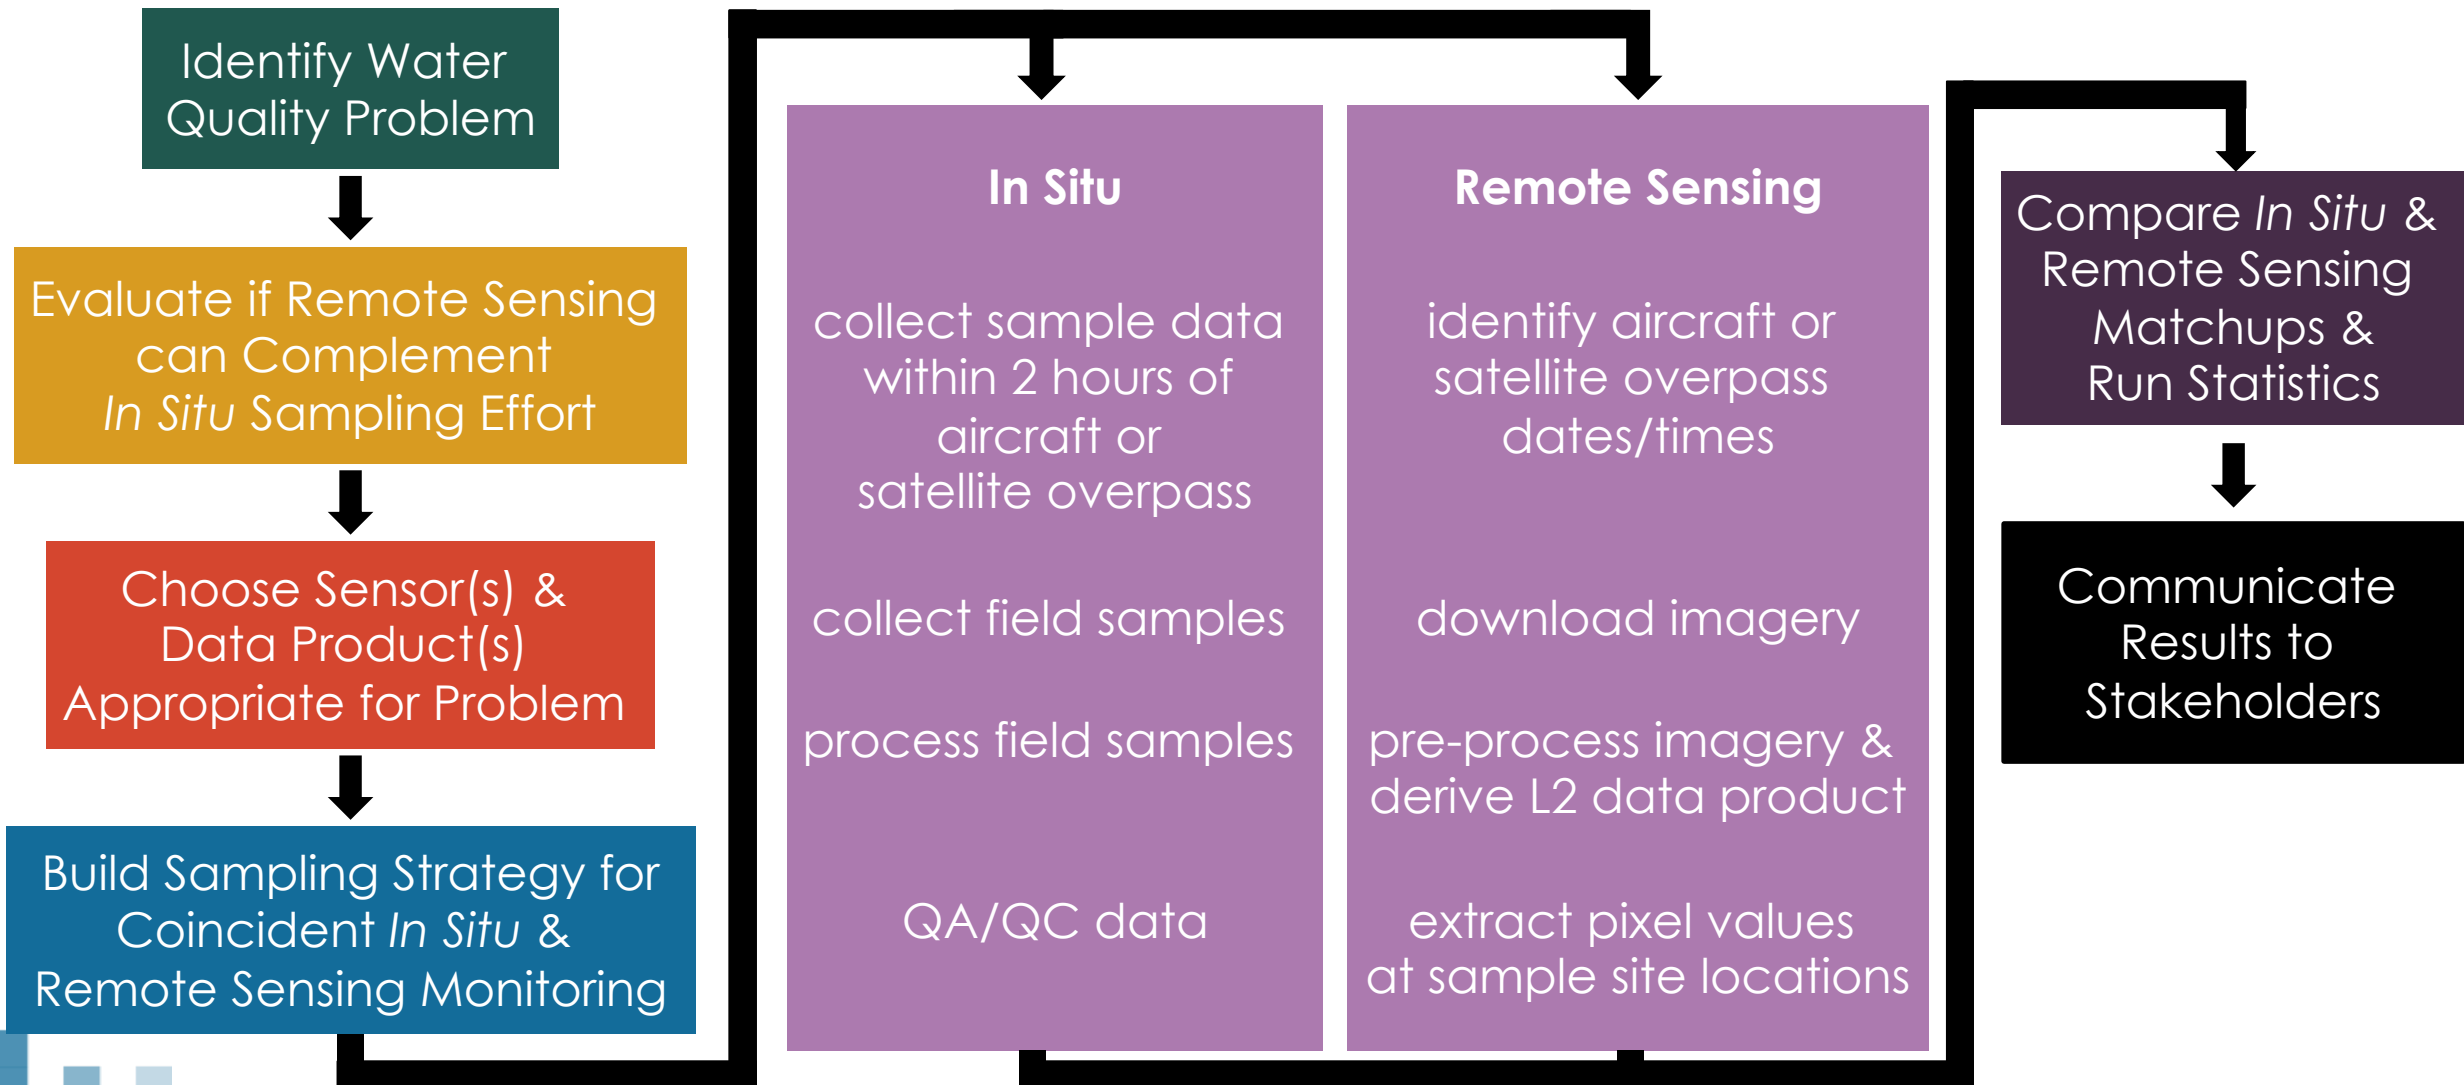 Identify Water
Quality Problem
Evaluate if Remote Sensing
can Complement
In Situ Sampling Effort
Choose Sensor(s) &
Data Product(s)
Appropriate for Problem
Build Sampling Strategy for
Coincident In Situ &
Remote Sensing Monitoring
In Situ
collect sample data
within 2 hours of
aircraft or
satellite overpass
collect field samples
process field samples
QA/QC data
Remote Sensing
identify aircraft or
satellite overpass
dates/times
download imagery
pre-process imagery &
derive L2 data product
extract pixel values
at sample site locations
Compare In Situ &
Remote Sensing
Matchups &
Run Statistics
Communicate
Results to
Stakeholders